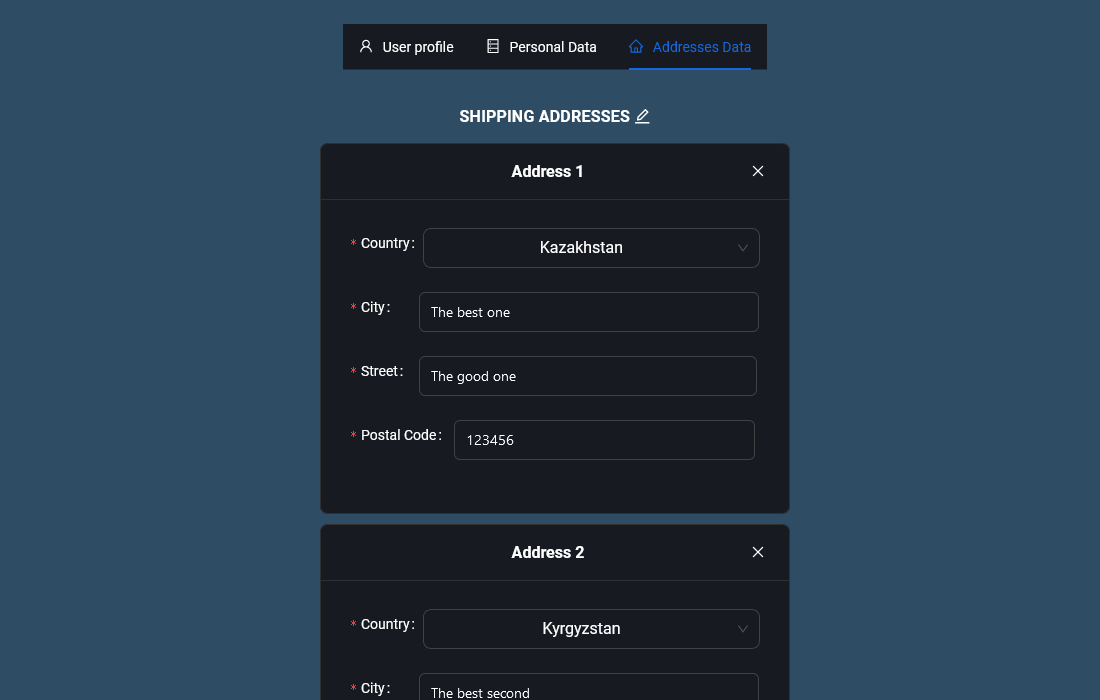 User profile Personal Data Addresses Data
SHIPPING ADDRESSES
Address 1
* Country: Kazakhstan
* City: The best one
* Street: The good one
* Postal Code: 123456
Address 2
* Country: Kyrgyzstan
* City: The best second